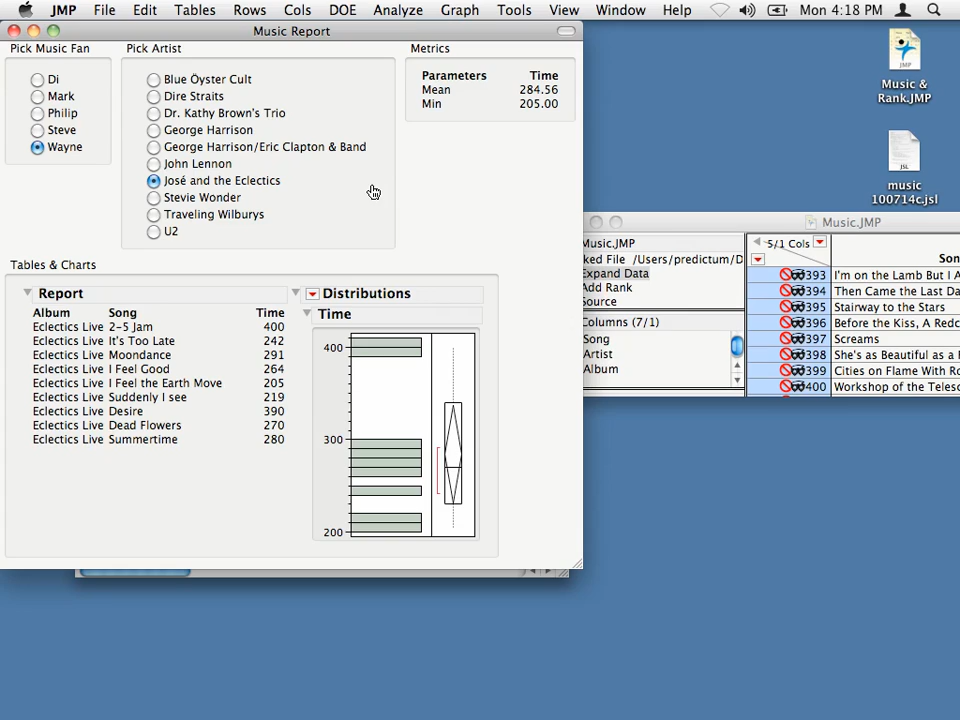 JMP File Edit Tables Rows Cols DOE Analyze Graph Tools View Window Help Mon 4:18 PM
Music Report
Pick Music Fan
Di
Mark
Philip
Steve
Wayne
Pick Artist
Blue Öyster Cult
Dire Straits
Dr. Kathy Brown's Trio
George Harrison
George Harrison/Eric Clapton & Band
John Lennon
José and the Eclectics
Stevie Wonder
Traveling Wilburys
U2
Metrics
Parameters Time
Mean 284.56
Min 205.00
Tables & Charts
Report
Album Song Time
Eclectics Live 2-5 Jam 400
Eclectics Live It's Too Late 242
Eclectics Live Moondance 291
Eclectics Live I Feel Good 264
Eclectics Live I Feel the Earth Move 205
Eclectics Live Suddenly I see 219
Eclectics Live Desire 390
Eclectics Live Dead Flowers 270
Eclectics Live Summertime 280
Distributions
Time
400
300
200
JMP
Music &
Rank.JMP
JSL
music
100714c.jsl
Music.JMP
Music.JMP
ked File /Users/predictum/D
Expand Data
Add Rank
Source
Columns (7/1)
Song
Artist
Album
5/1 Cols
Son
393 I'm on the Lamb But I A
394 Then Came the Last Da
395 Stairway to the Stars
396 Before the Kiss, A Redc
397 Screams
398 She's as Beautiful as a F
399 Cities on Flame With Ro
400 Workshop of the Telesc